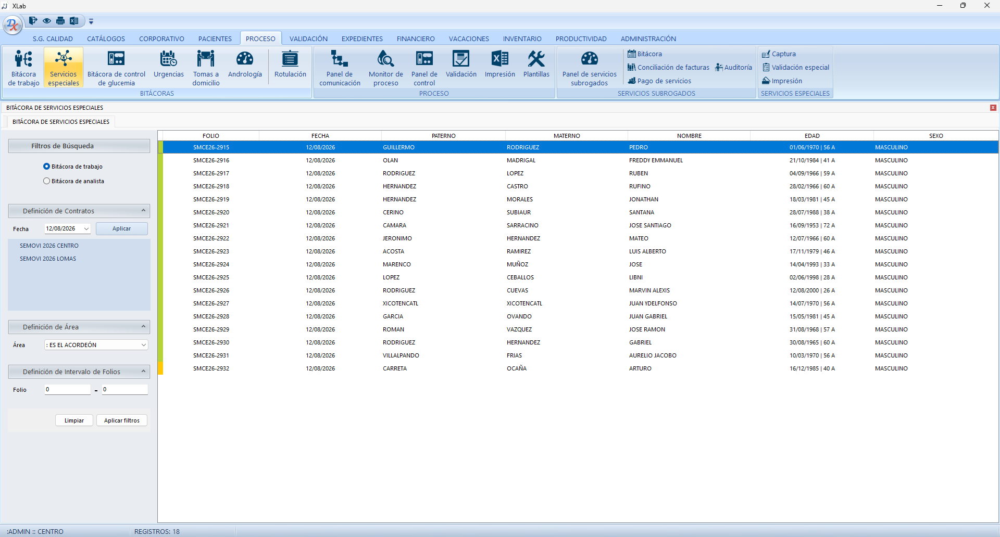 XLab
S.G. CALIDAD CATÁLOGOS CORPORATIVO PACIENTES PROCESO VALIDACIÓN EXPEDIENTES FINANCIERO VACACIONES INVENTARIO PRODUCTIVIDAD ADMINISTRACIÓN
Bitácora de trabajo
Servicios especiales
Bitácora de control de glucemia
Urgencias
Tomas a domicilio
Andrología
Rotulación
BITÁCORAS
Panel de comunicación
Monitor de proceso
Panel de control
Validación
Impresión
Plantillas
PROCESO
Panel de servicios subrogados
Bitácora
Conciliación de facturas
Auditoría
Pago de servicios
SERVICIOS SUBROGADOS
Captura
Validación especial
Impresión
SERVICIOS ESPECIALES
BITÁCORA DE SERVICIOS ESPECIALES
BITÁCORA DE SERVICIOS ESPECIALES
Filtros de Búsqueda
Bitácora de trabajo
Bitácora de analista
Definición de Contratos
Fecha 12/08/2026 Aplicar
SEMOVI 2026 CENTRO
SEMOVI 2026 LOMAS
Definición de Área
Área : ES EL ACORDEÓN
Definición de Intervalo de Folios
Folio 0 - 0
Limpiar Aplicar filtros
FOLIO FECHA PATERNO MATERNO NOMBRE EDAD SEXO
SMCE26-2915 12/08/2026 GUILLERMO RODRIGUEZ PEDRO 01/06/1970 | 56 A MASCULINO
SMCE26-2916 12/08/2026 OLAN MADRIGAL FREDDY EMMANUEL 21/10/1984 | 41 A MASCULINO
SMCE26-2917 12/08/2026 RODRIGUEZ LOPEZ RUBEN 04/09/1966 | 59 A MASCULINO
SMCE26-2918 12/08/2026 HERNANDEZ CASTRO RUFINO 28/02/1966 | 60 A MASCULINO
SMCE26-2919 12/08/2026 HERNANDEZ MORALES JONATHAN 18/03/1981 | 45 A MASCULINO
SMCE26-2920 12/08/2026 CERINO SUBIAUR SANTANA 28/07/1988 | 38 A MASCULINO
SMCE26-2921 12/08/2026 CAMARA SARRACINO JOSE SANTIAGO 16/09/1953 | 72 A MASCULINO
SMCE26-2922 12/08/2026 JERONIMO HERNANDEZ MATEO 12/07/1966 | 60 A MASCULINO
SMCE26-2923 12/08/2026 ACOSTA RAMIREZ LUIS ALBERTO 17/11/1979 | 46 A MASCULINO
SMCE26-2924 12/08/2026 MARENCO MUÑOZ JOSE 14/04/1993 | 33 A MASCULINO
SMCE26-2925 12/08/2026 LOPEZ CEBALLOS LIBNI 02/06/1998 | 28 A MASCULINO
SMCE26-2926 12/08/2026 RODRIGUEZ CUEVAS MARVIN ALEXIS 12/08/2000 | 26 A MASCULINO
SMCE26-2927 12/08/2026 XICOTENCATL XICOTENCATL JUAN YDELFONSO 14/07/1970 | 56 A MASCULINO
SMCE26-2928 12/08/2026 GARCIA OVANDO JUAN GABRIEL 15/05/1981 | 45 A MASCULINO
SMCE26-2929 12/08/2026 ROMAN VAZQUEZ JOSE RAMON 31/08/1968 | 57 A MASCULINO
SMCE26-2930 12/08/2026 RODRIGUEZ HERNANDEZ GABRIEL 30/08/1965 | 60 A MASCULINO
SMCE26-2931 12/08/2026 VILLALPANDO FRIAS AURELIO JACOBO 10/03/1970 | 56 A MASCULINO
SMCE26-2932 12/08/2026 CARRETA OCAÑA ARTURO 16/12/1985 | 40 A MASCULINO
:ADMIN :: CENTRO REGISTROS: 18